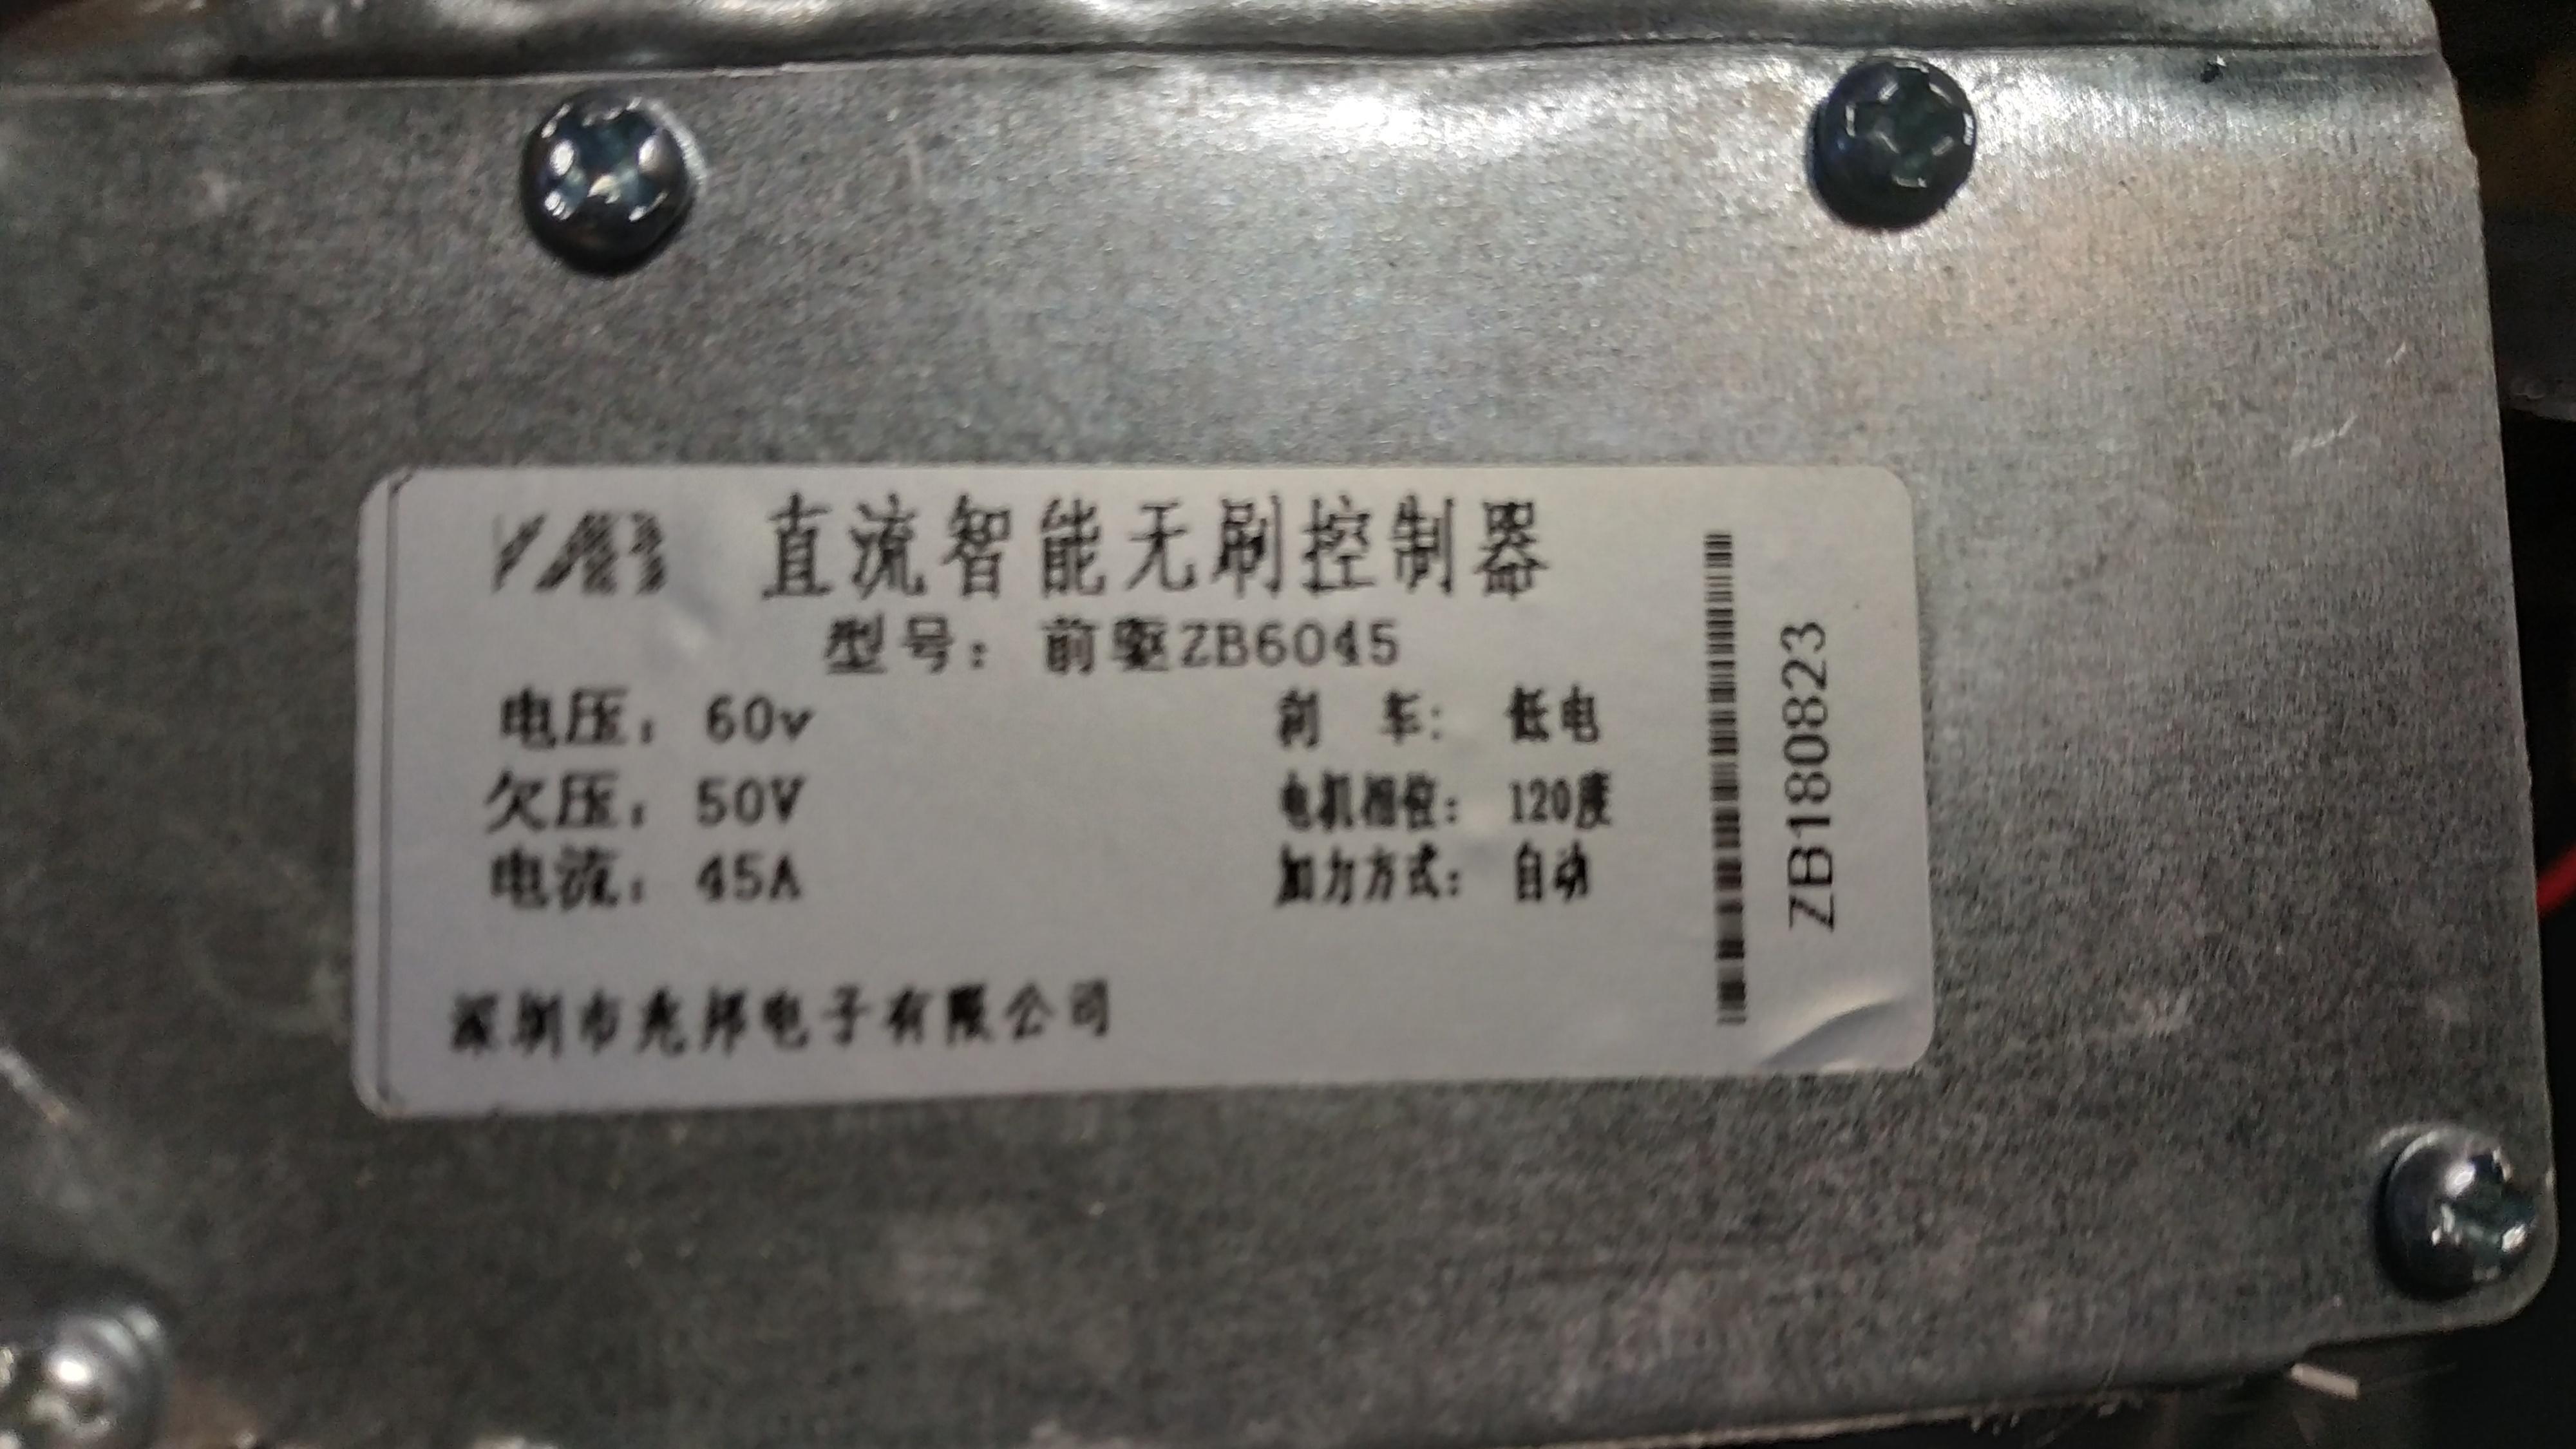 直流智能无刷控制器
型号：前驱ZB6045
电压：60v
欠压：50V
电流：45A
刹 车：低电
电机相位：120度
加力方式：自动
深圳市兆邦电子有限公司
ZB180823